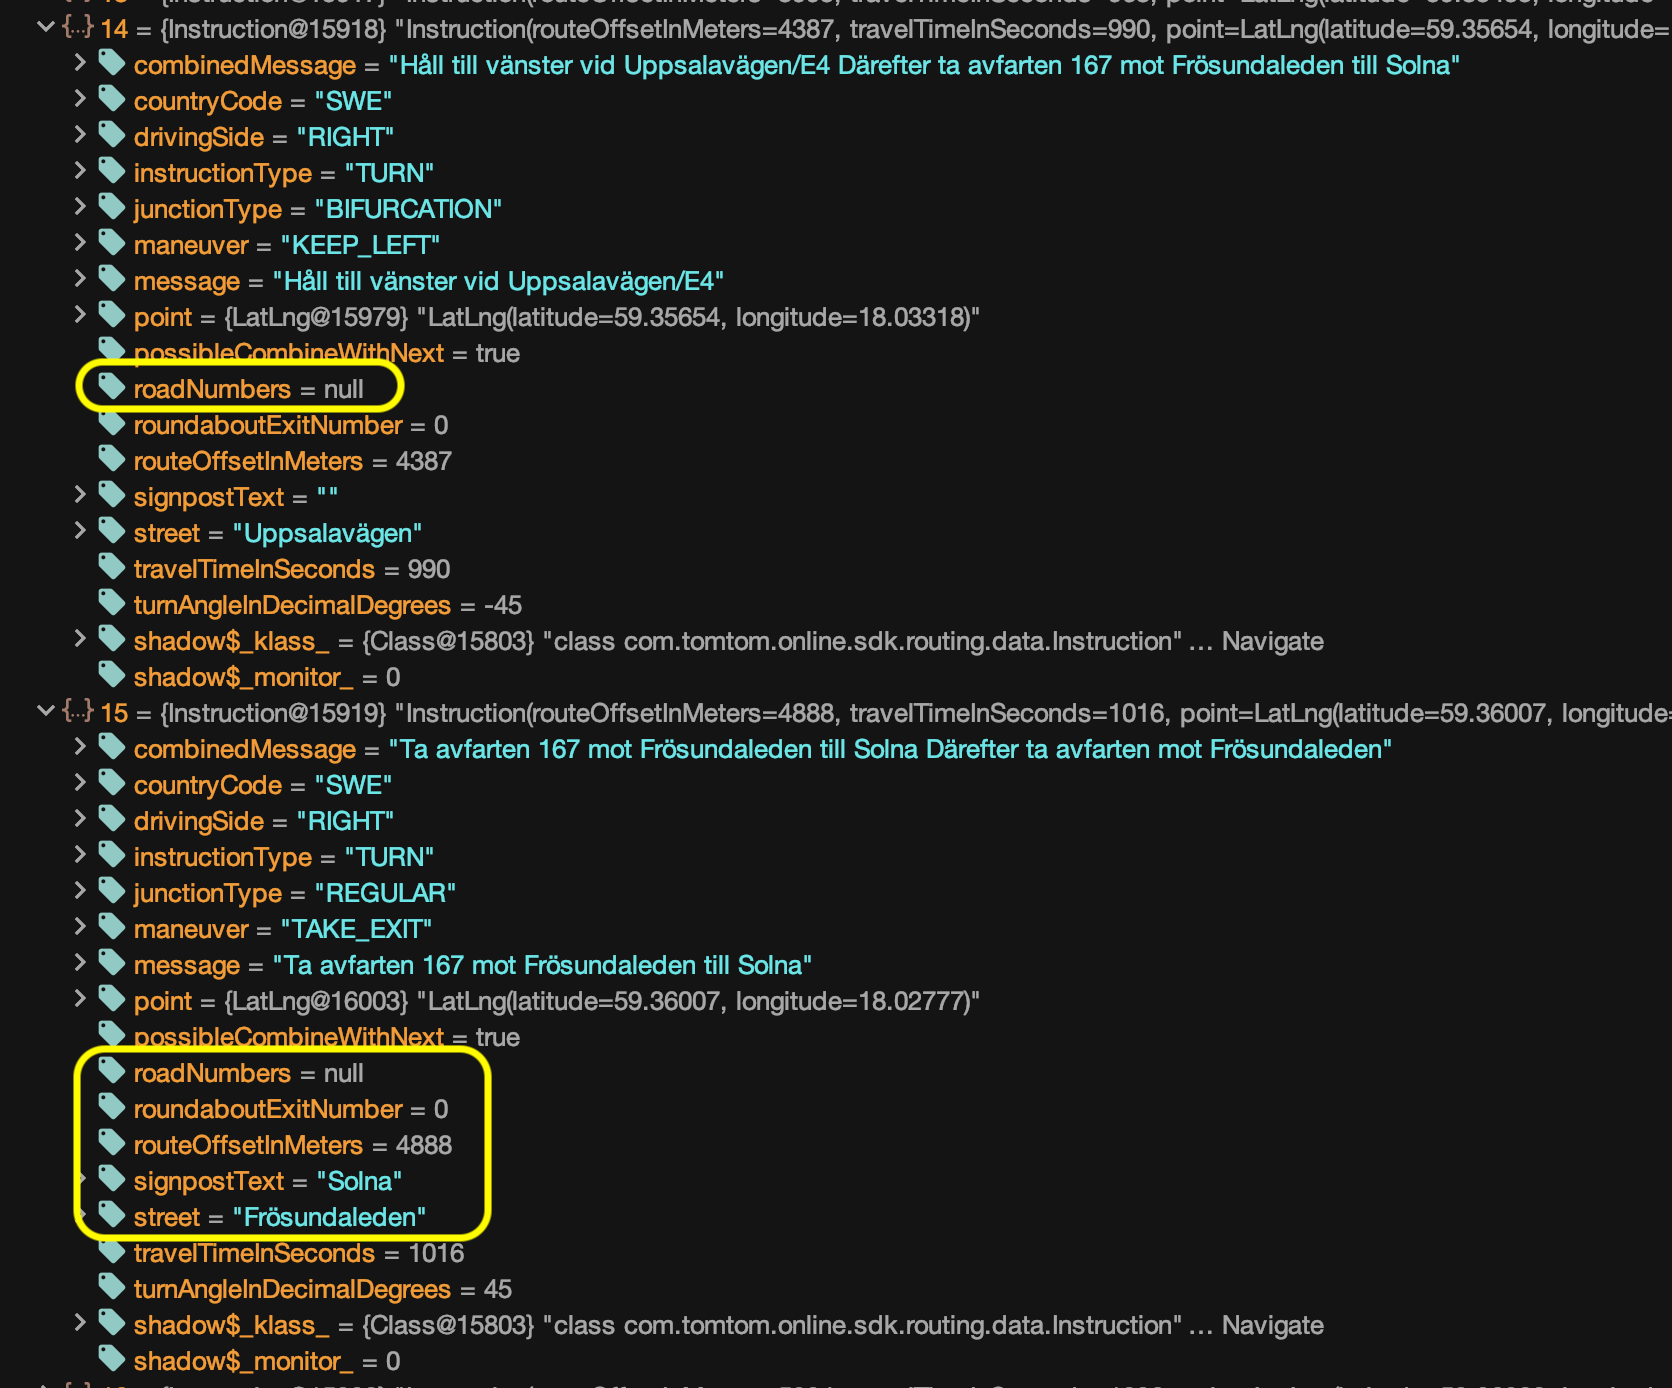 14 = {Instruction@15918} "Instruction(routeOffsetInMeters=4387, travelTimeInSeconds=990, point=LatLng(latitude=59.35654, longitude=
combinedMessage = "Håll till vänster vid Uppsalavägen/E4 Därefter ta avfarten 167 mot Frösundaleden till Solna"
countryCode = "SWE"
drivingSide = "RIGHT"
instructionType = "TURN"
junctionType = "BIFURCATION"
maneuver = "KEEP_LEFT"
message = "Håll till vänster vid Uppsalavägen/E4"
point = {LatLng@15979} "LatLng(latitude=59.35654, longitude=18.03318)"
possibleCombineWithNext = true
roadNumbers = null
roundaboutExitNumber = 0
routeOffsetInMeters = 4387
signpostText = ""
street = "Uppsalavägen"
travelTimeInSeconds = 990
turnAngleInDecimalDegrees = -45
shadow$_klass_ = {Class@15803} "class com.tomtom.online.sdk.routing.data.Instruction" ... Navigate
shadow$_monitor_ = 0
15 = {Instruction@15919} "Instruction(routeOffsetInMeters=4888, travelTimeInSeconds=1016, point=LatLng(latitude=59.36007, longitude=
combinedMessage = "Ta avfarten 167 mot Frösundaleden till Solna Därefter ta avfarten mot Frösundaleden"
countryCode = "SWE"
drivingSide = "RIGHT"
instructionType = "TURN"
junctionType = "REGULAR"
maneuver = "TAKE_EXIT"
message = "Ta avfarten 167 mot Frösundaleden till Solna"
point = {LatLng@16003} "LatLng(latitude=59.36007, longitude=18.02777)"
possibleCombineWithNext = true
roadNumbers = null
roundaboutExitNumber = 0
routeOffsetInMeters = 4888
signpostText = "Solna"
street = "Frösundaleden"
travelTimeInSeconds = 1016
turnAngleInDecimalDegrees = 45
shadow$_klass_ = {Class@15803} "class com.tomtom.online.sdk.routing.data.Instruction" ... Navigate
shadow$_monitor_ = 0